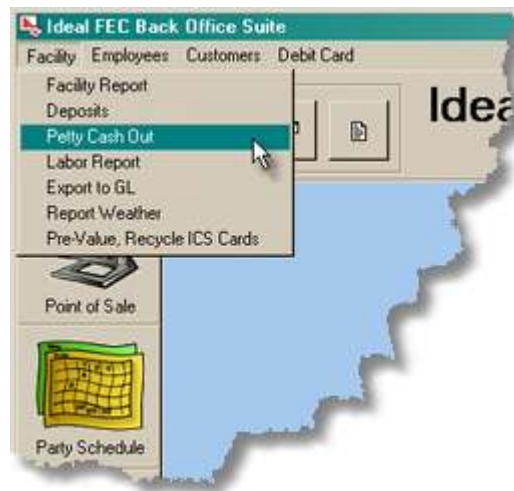 Ideal FEC Back Office Suite
Facility Employees Customers Debit Card
Facility Report
Deposits
Petty Cash Out
Labor Report
Export to GL
Report Weather
Pre-Value, Recycle ICS Cards
Idea
Point of Sale
Party Schedule